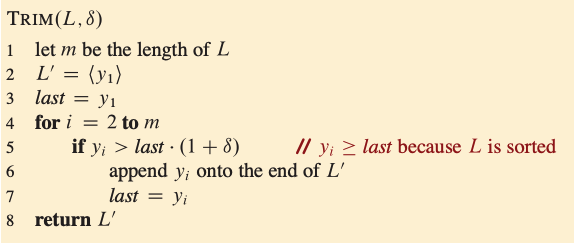 TRIM(L, δ)
1 let m be the length of L
2 L′ = ⟨y₁⟩
3 last = y₁
4 for i = 2 to m
5 if yᵢ > last · (1 + δ) // yᵢ ≥ last because L is sorted
6 append yᵢ onto the end of L′
7 last = yᵢ
8 return L′